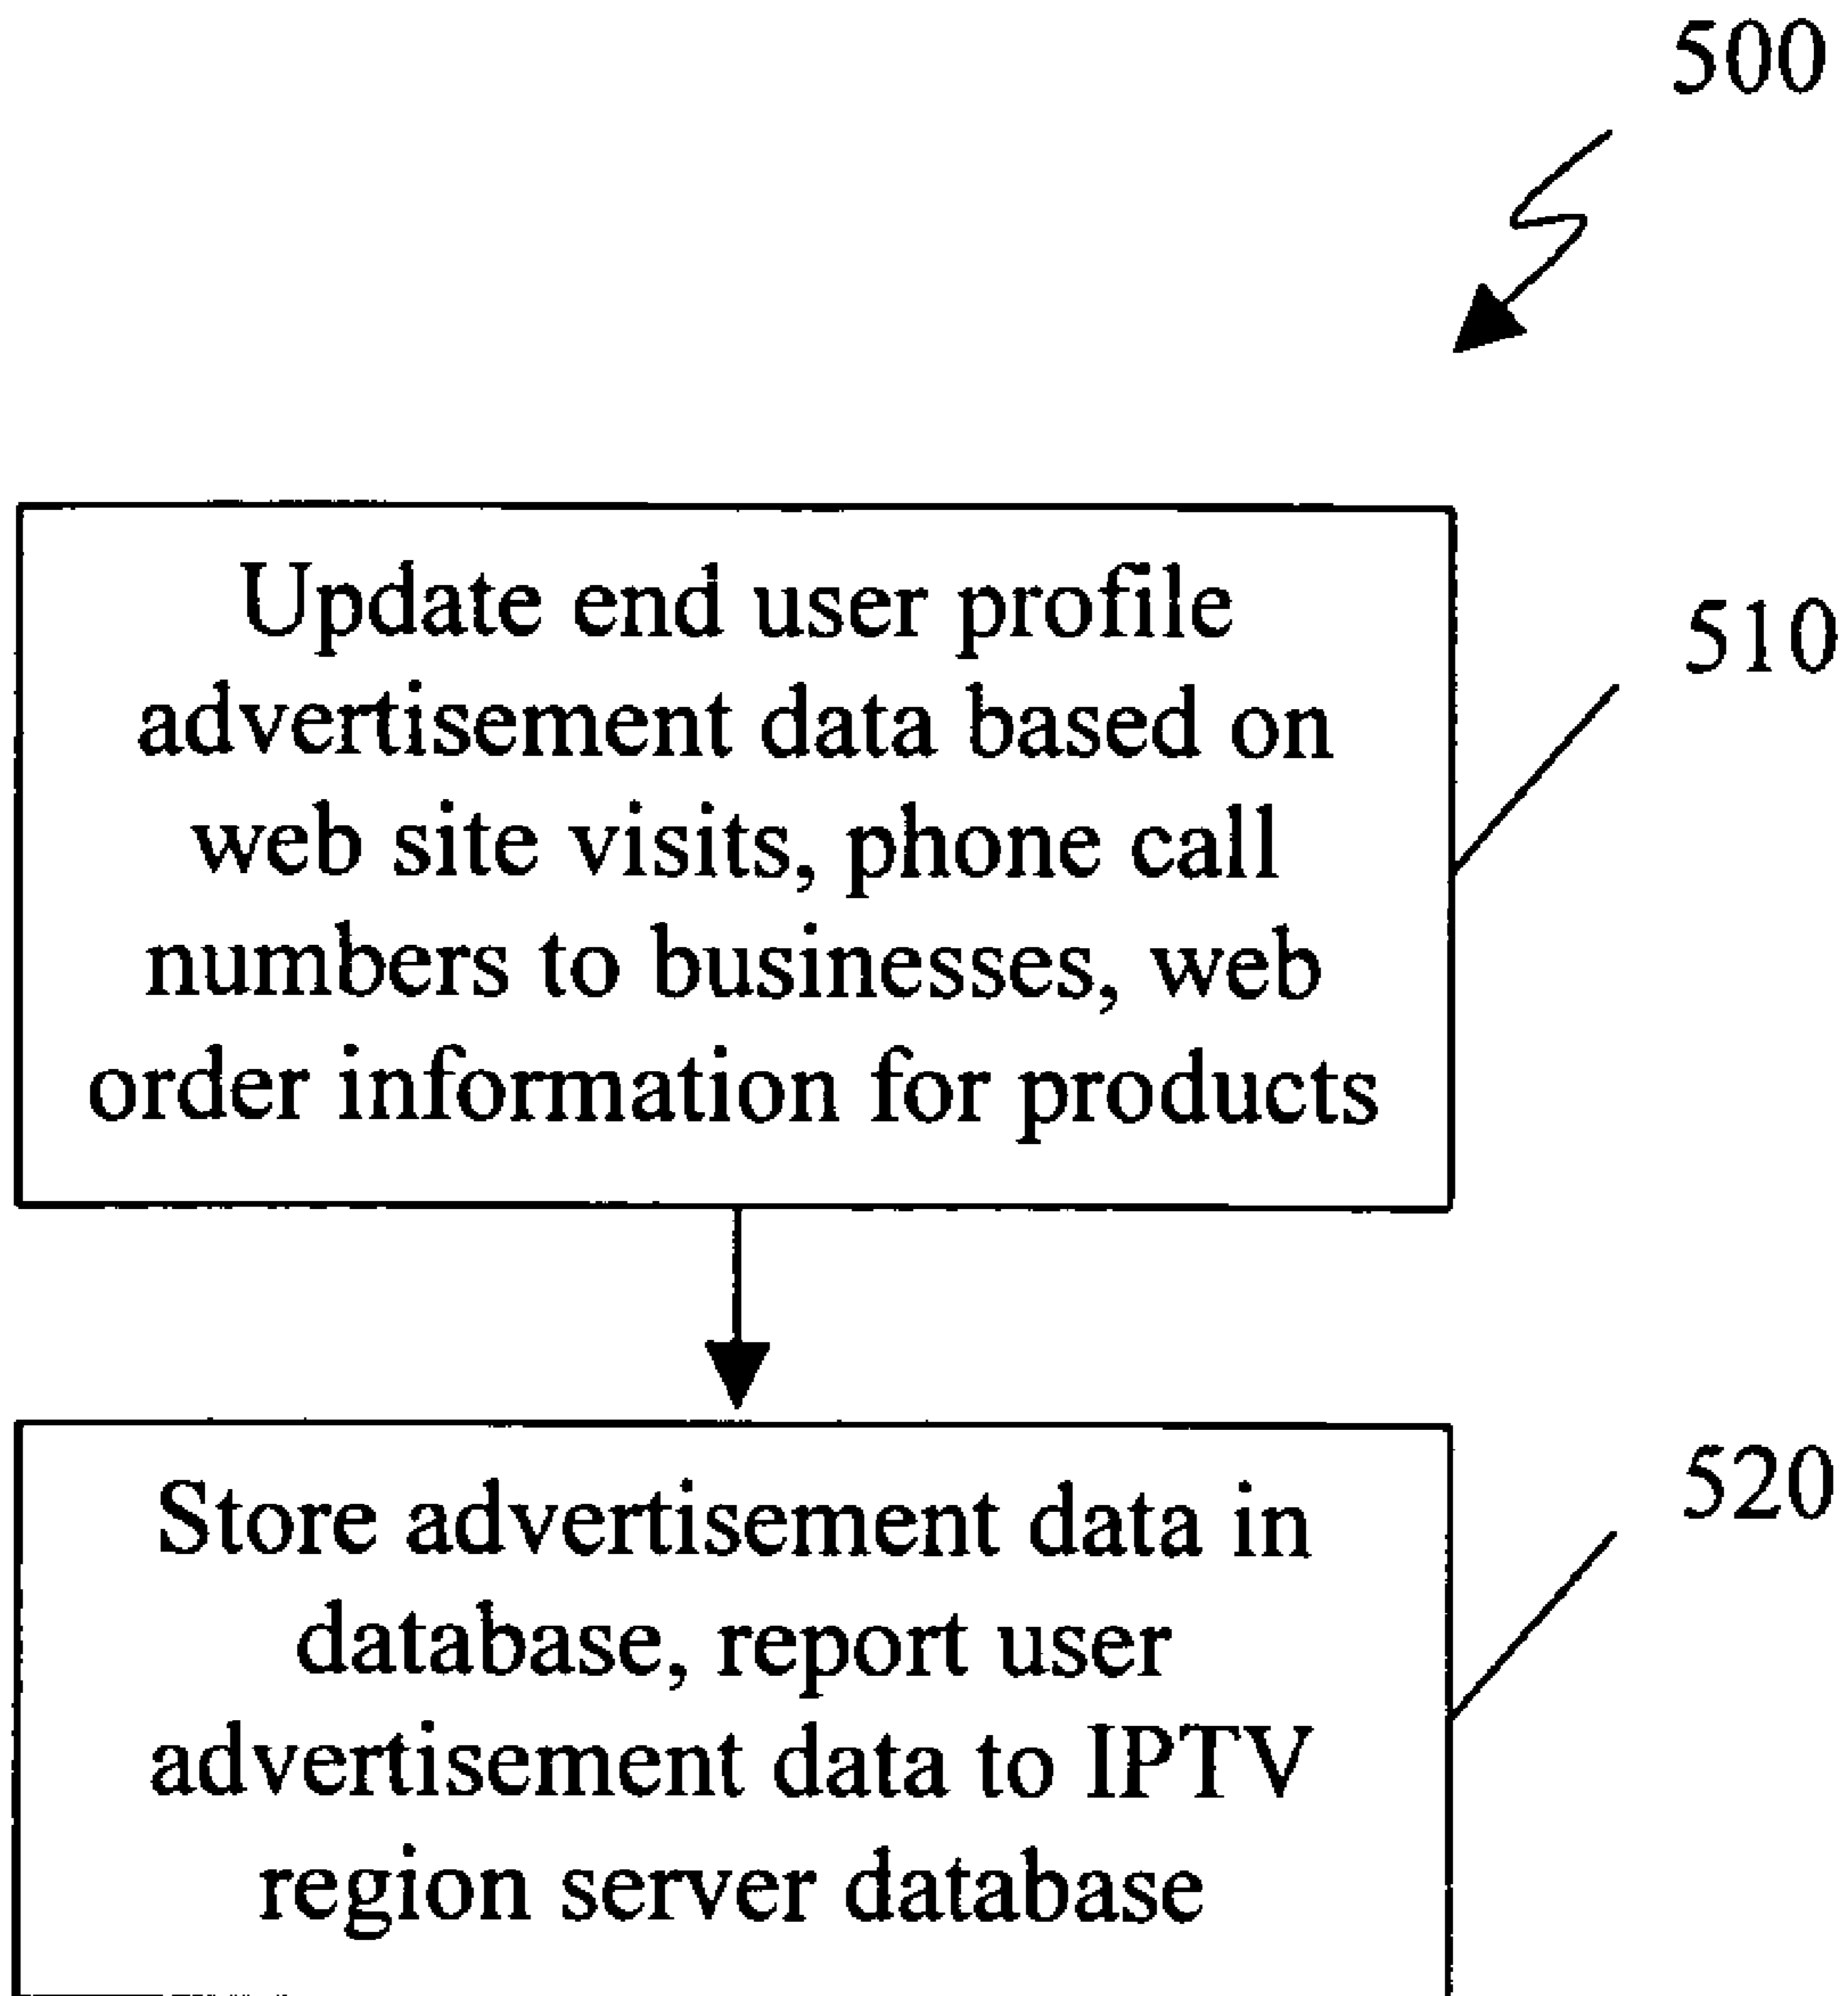 500
Update end user profile
advertisement data based on
web site visits, phone call
numbers to businesses, web
order information for products
510
Store advertisement data in
database, report user
advertisement data to IPTV
region server database
520